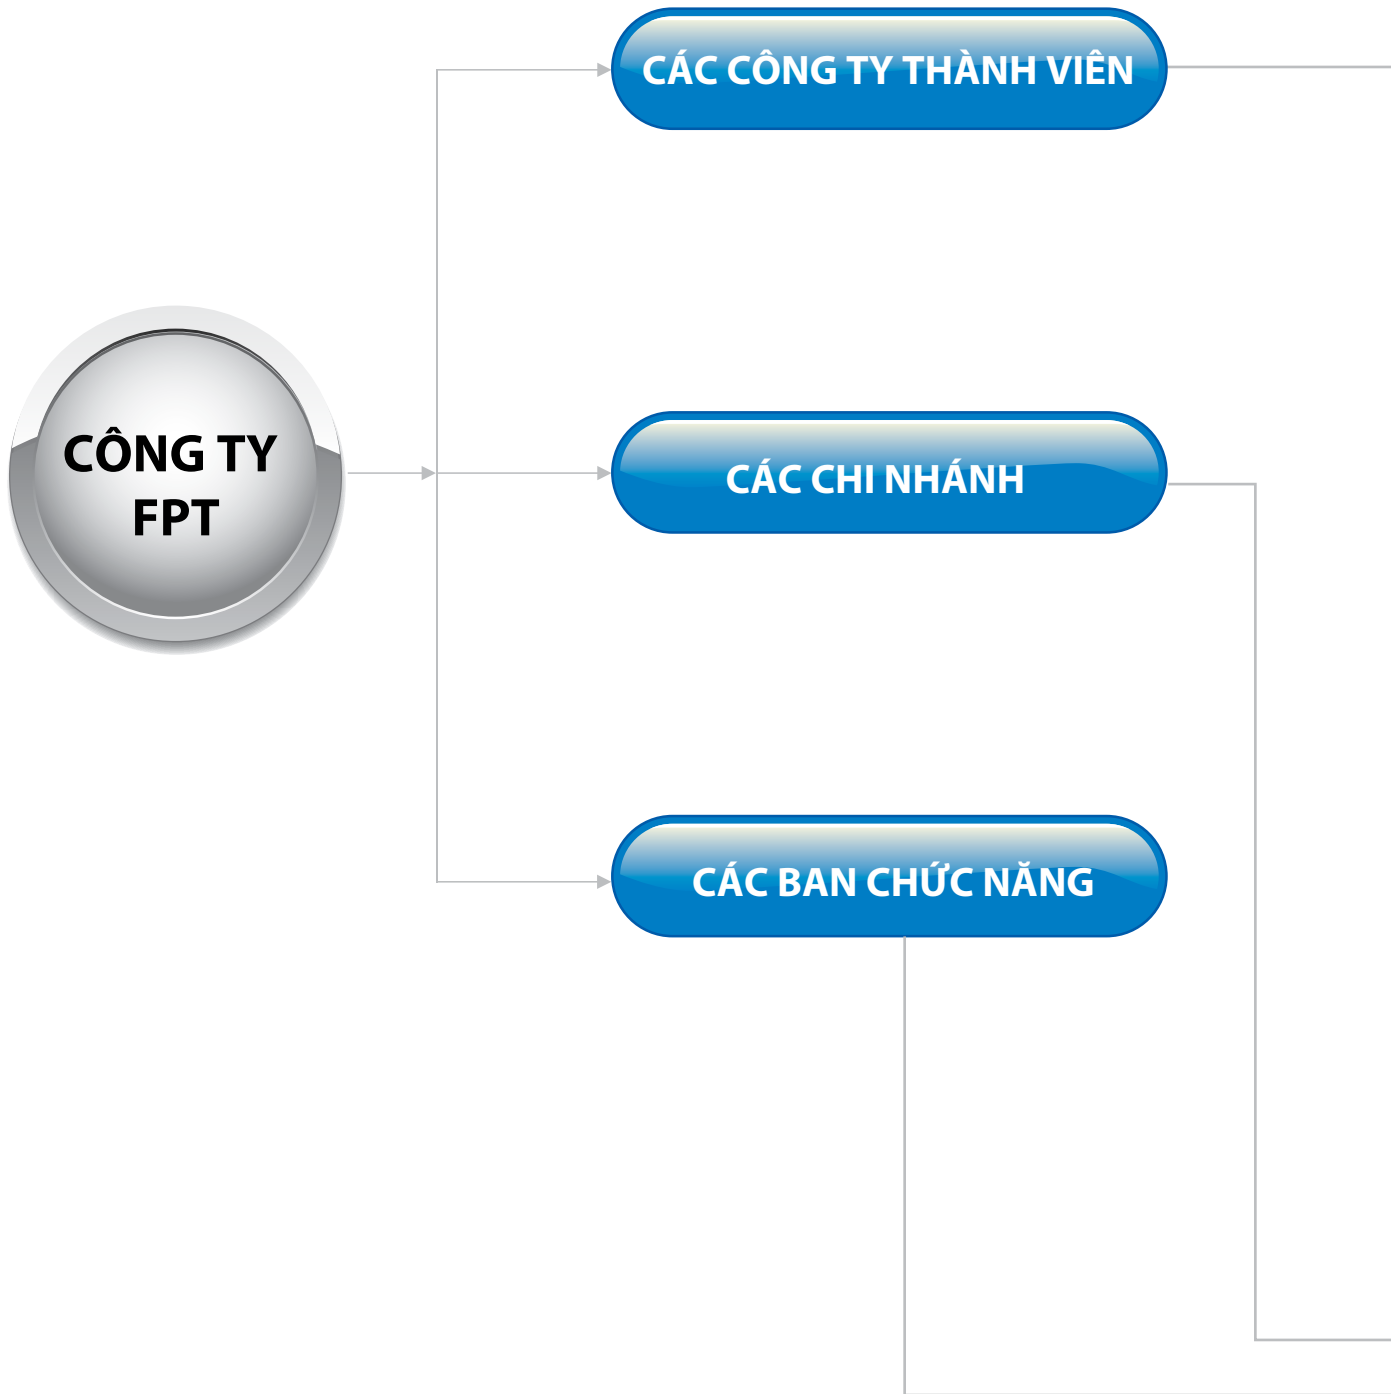 CÁC CÔNG TY THÀNH VIÊN
CÔNG TY
FPT
CÁC CHI NHÁNH
CÁC BAN CHỨC NĂNG